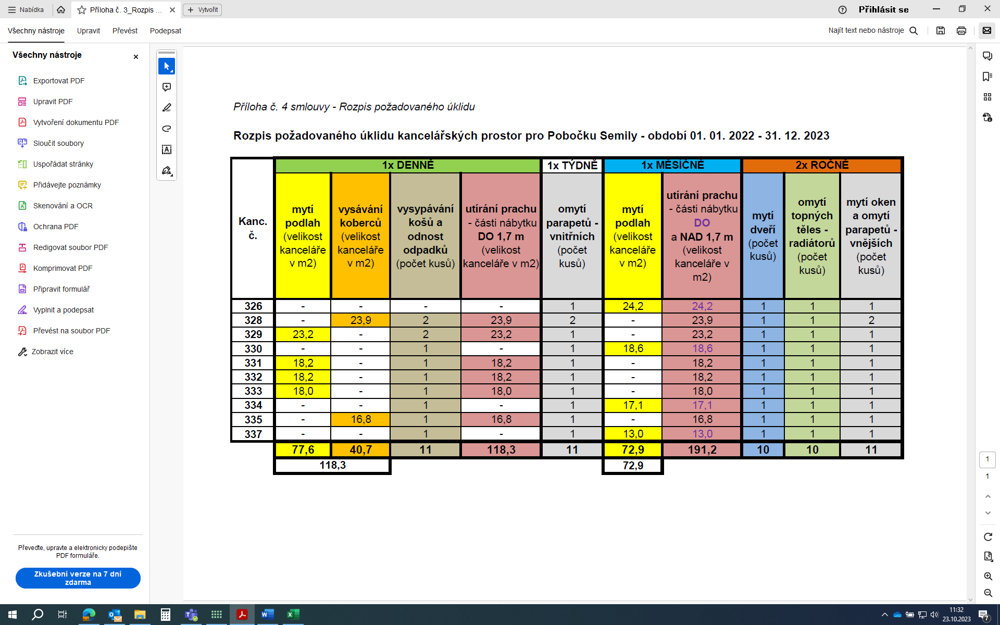 Nabídka
Příloha č. 3_Rozpis ...
Vytvořit
Přihlásit se
Všechny nástroje
Upravit
Převést
Podepsat
Najít text nebo nástroje
Všechny nástroje
Exportovat PDF
Upravit PDF
Vytvoření dokumentu PDF
Sloučit soubory
Uspořádat stránky
Přidávejte poznámky
Skenování a OCR
Ochrana PDF
Redigovat soubor PDF
Komprimovat PDF
Připravit formulář
Vyplnit a podepsat
Převést na soubor PDF
Zobrazit více
Převeďte, upravte a elektronicky podepište
PDF formuláře.
Zkušební verze na 7 dní
zdarma
Příloha č. 4 smlouvy - Rozpis požadovaného úklidu
Rozpis požadovaného úklidu kancelářských prostor pro Pobočku Semily - období 01. 01. 2022 - 31. 12. 2023
1x DENNĚ 1x TÝDNĚ 1x MĚSÍČNĚ 2x ROČNĚ
Kanc.
č.
mytí
podlah
(velikost
kanceláře
v m2)
vysávání
koberců
(velikost
kanceláře
v m2)
vysypávání
košů a
odnost
odpadků
(počet kusů)
utírání prachu
- části nábytku
DO 1,7 m
(velikost
kanceláře v m2)
omytí
parapetů -
vnitřních
(počet
kusů)
mytí
podlah
(velikost
kanceláře
v m2)
utírání prachu
- části nábytku
DO
a NAD 1,7 m
(velikost
kanceláře v
m2)
mytí
dveří
(počet
kusů)
omytí
topných
těles -
radiátorů
(počet
kusů)
mytí oken
a omytí
parapetů -
vnějších
(počet
kusů)
326 - - - - 1 24,2 24,2 1 1 1
328 - 23,9 2 23,9 2 - 23,9 1 1 2
329 23,2 - 2 23,2 1 - 23,2 1 1 1
330 - - 1 - 1 18,6 18,6 1 1 1
331 18,2 - 1 18,2 1 - 18,2 1 1 1
332 18,2 - 1 18,2 1 - 18,2 1 1 1
333 18,0 - 1 18,0 1 - 18,0 1 1 1
334 - - 1 - 1 17,1 17,1 1 1 1
335 - 16,8 1 16,8 1 - 16,8 1 1 1
337 - - 1 - 1 13,0 13,0 1 1 1
77,6 40,7 11 118,3 11 72,9 191,2 10 10 11
118,3 72,9
1
1
11:32
23.10.2023
7